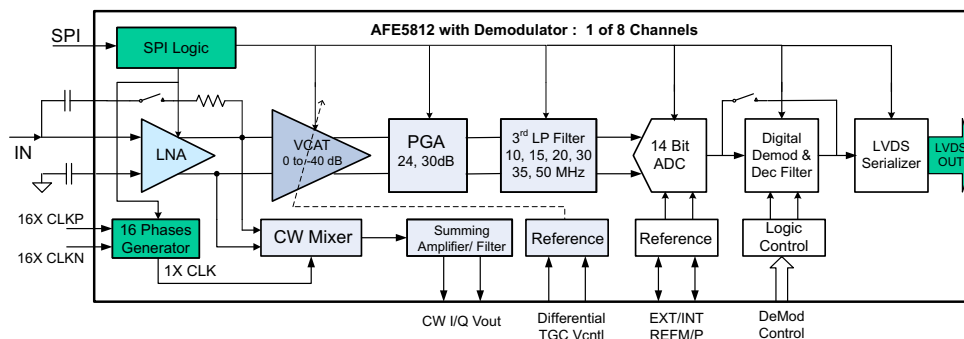 AFE5812 with Demodulator : 1 of 8 Channels
SPI
SPI Logic
IN
LNA
VCAT
0 to -40 dB
PGA
24, 30dB
3rd LP Filter
10, 15, 20, 30
35, 50 MHz
14 Bit
ADC
Digital
Demod &
Dec Filter
LVDS
Serializer
LVDS
OUT
16X CLKP
16X CLKN
16 Phases
Generator
1X CLK
CW Mixer
Summing
Amplifier/ Filter
Reference
Reference
Logic
Control
CW I/Q Vout
Differential
TGC Vcntl
EXT/INT
REFM/P
DeMod
Control